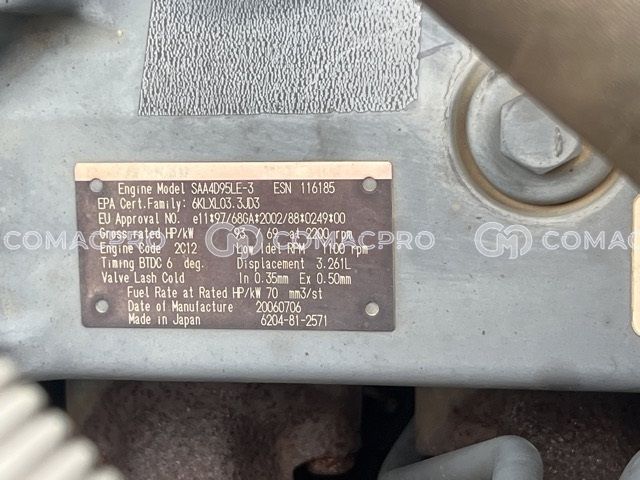 Engine Model SAA4D95LE-3 ESN 116185
EPA Cert.Family: 6KLXL03.3JD3
EU Approval NO. e11*97/68GA*2002/88*0249*00
Gross rated HP/kW 93 / 69 at 2200 rpm
Engine Code 2C12 Low Idel RPM 1100 rpm
Timing BTDC 6 deg. Displacement 3.261L
Valve Lash Cold In 0.35mm Ex 0.50mm
Fuel Rate at Rated HP/kW 70 mm3/st
Date of Manufacture 20060706
Made in Japan 6204-81-2571
COMACPRO COMACPRO COMACPRO